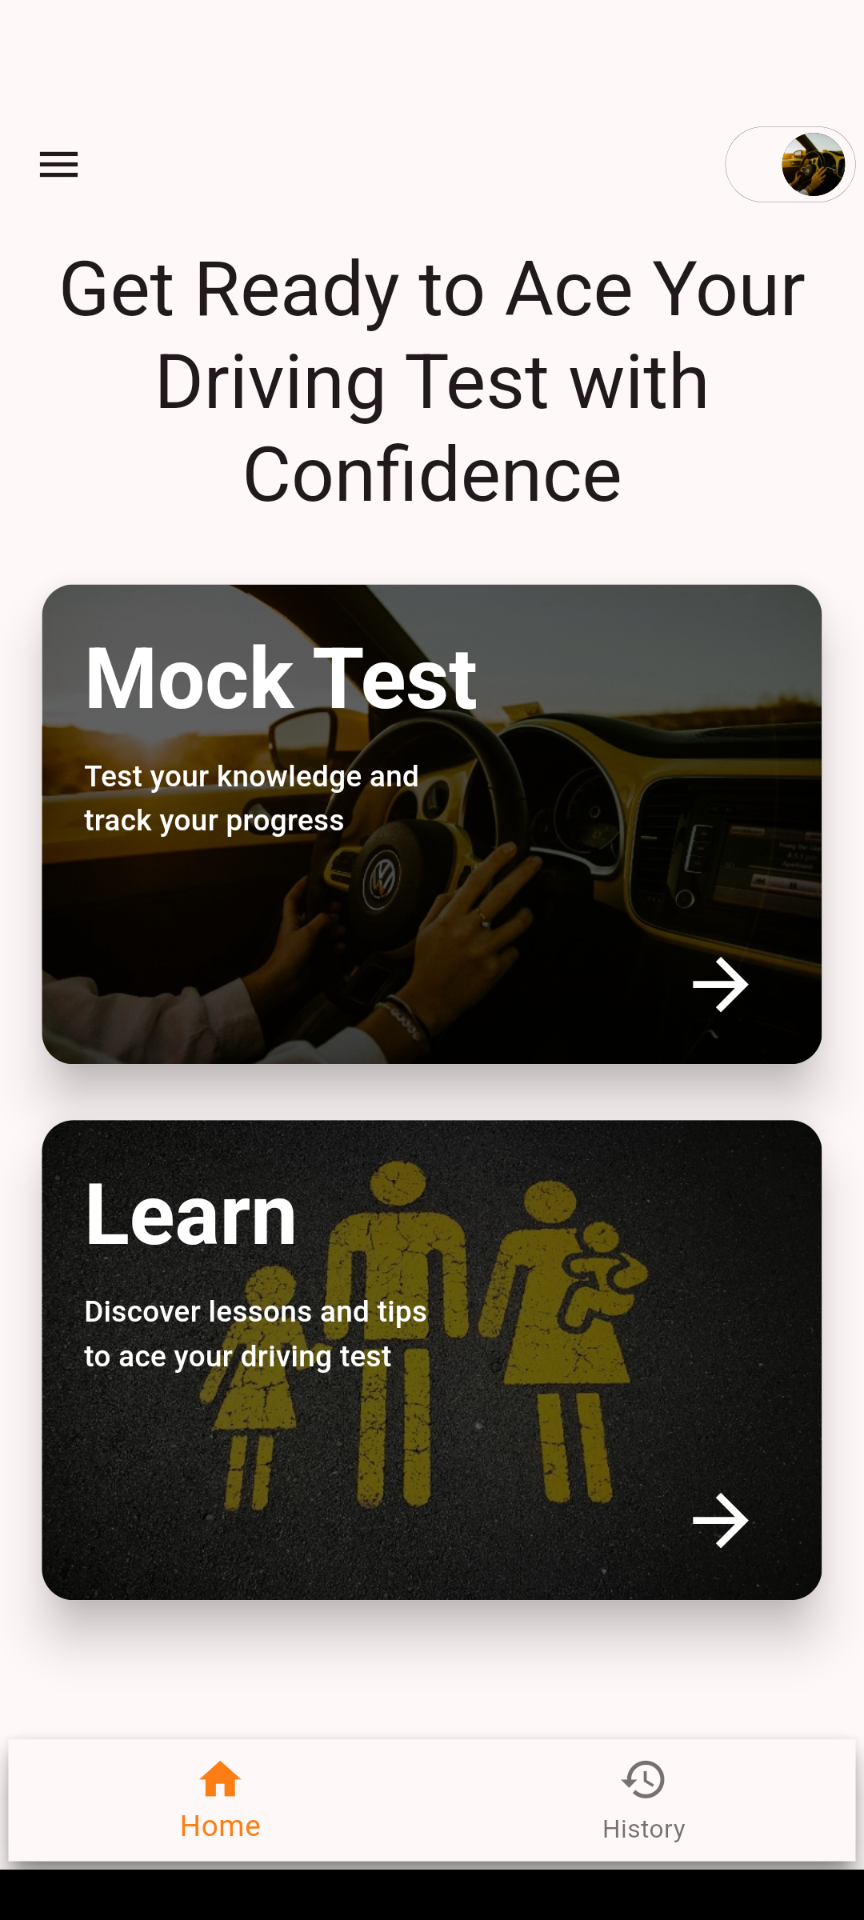 Get Ready to Ace Your
Driving Test with
Confidence
Mock Test
Test your knowledge and
track your progress
Learn
Discover lessons and tips
to ace your driving test
Home
History